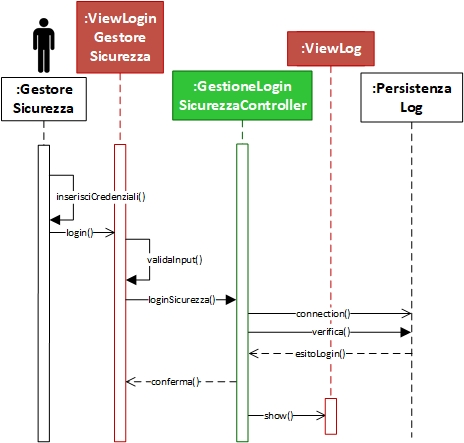 :ViewLogin
Gestore
Sicurezza
:ViewLog
:Gestore
Sicurezza
:GestioneLogin
SicurezzaController
:Persistenza
Log
inserisciCredenziali()
login()
validaInput()
loginSicurezza()
connection()
verifica()
esitoLogin()
conferma()
show()